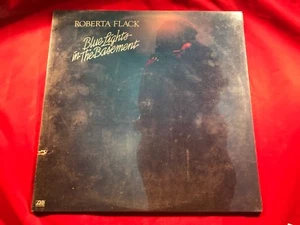 ROBERTA FLACK
Blue Lights
in The Basement